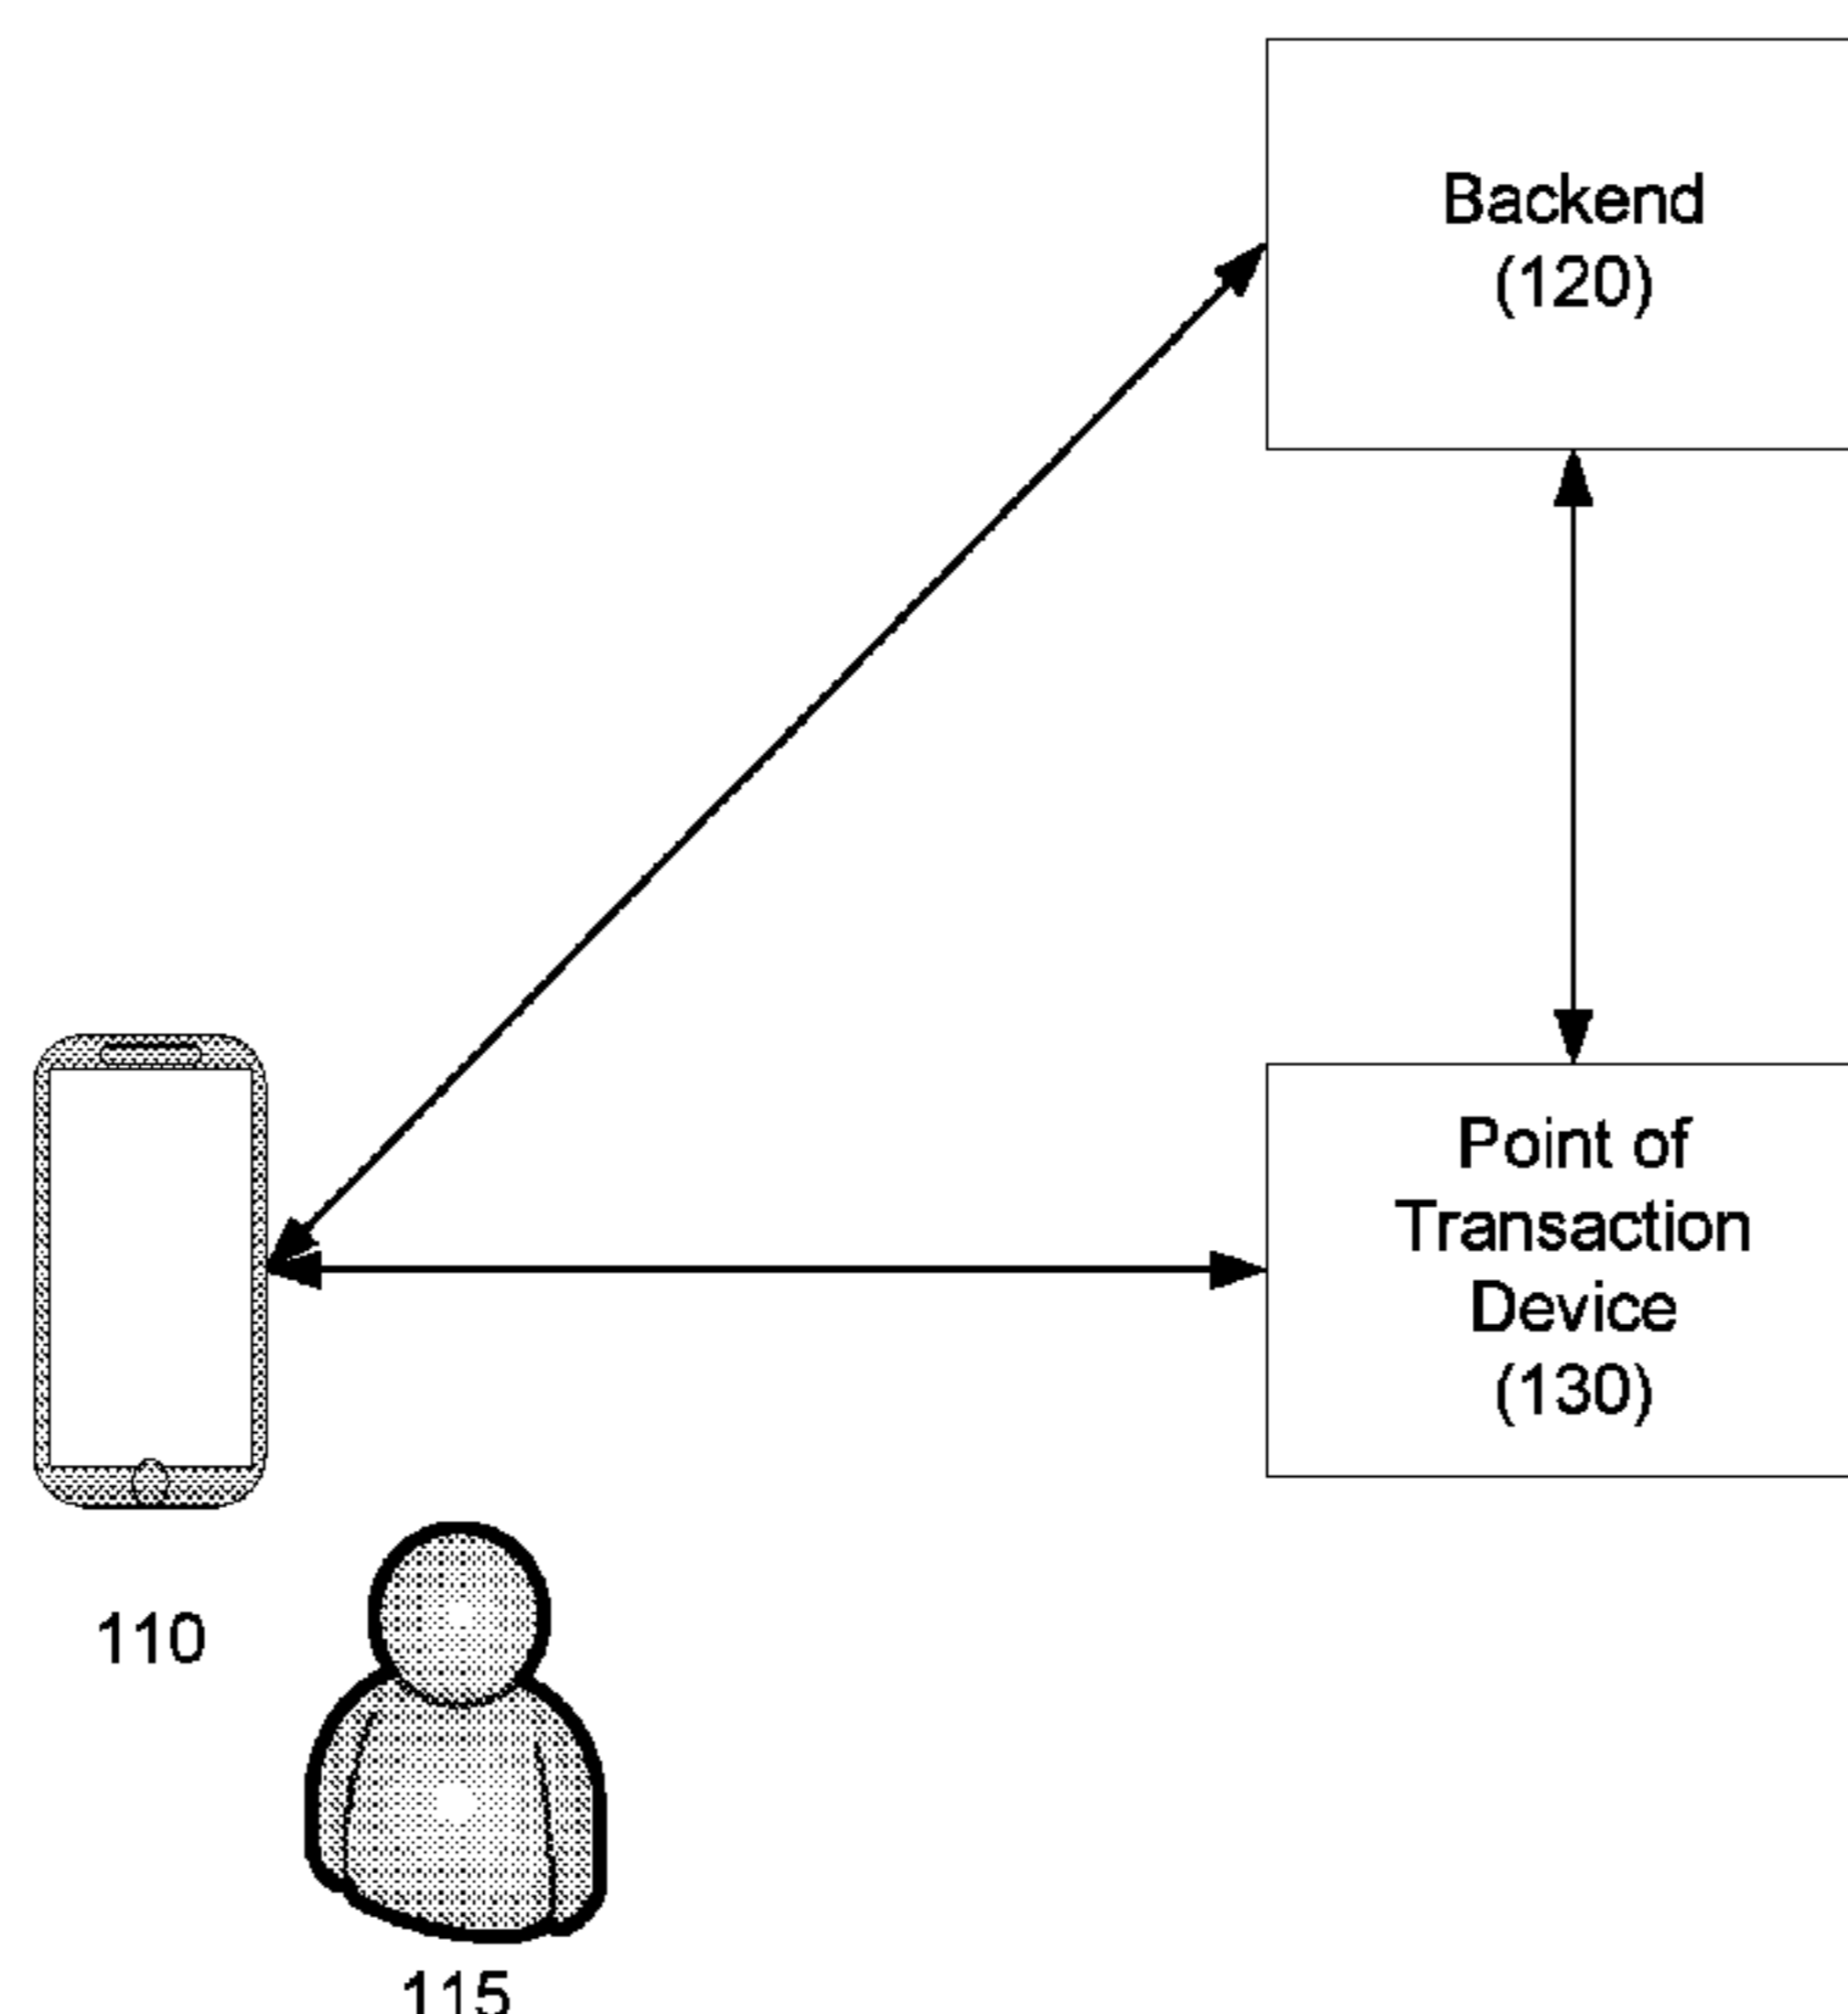 Backend
(120)
Point of
Transaction
Device
(130)
110
115